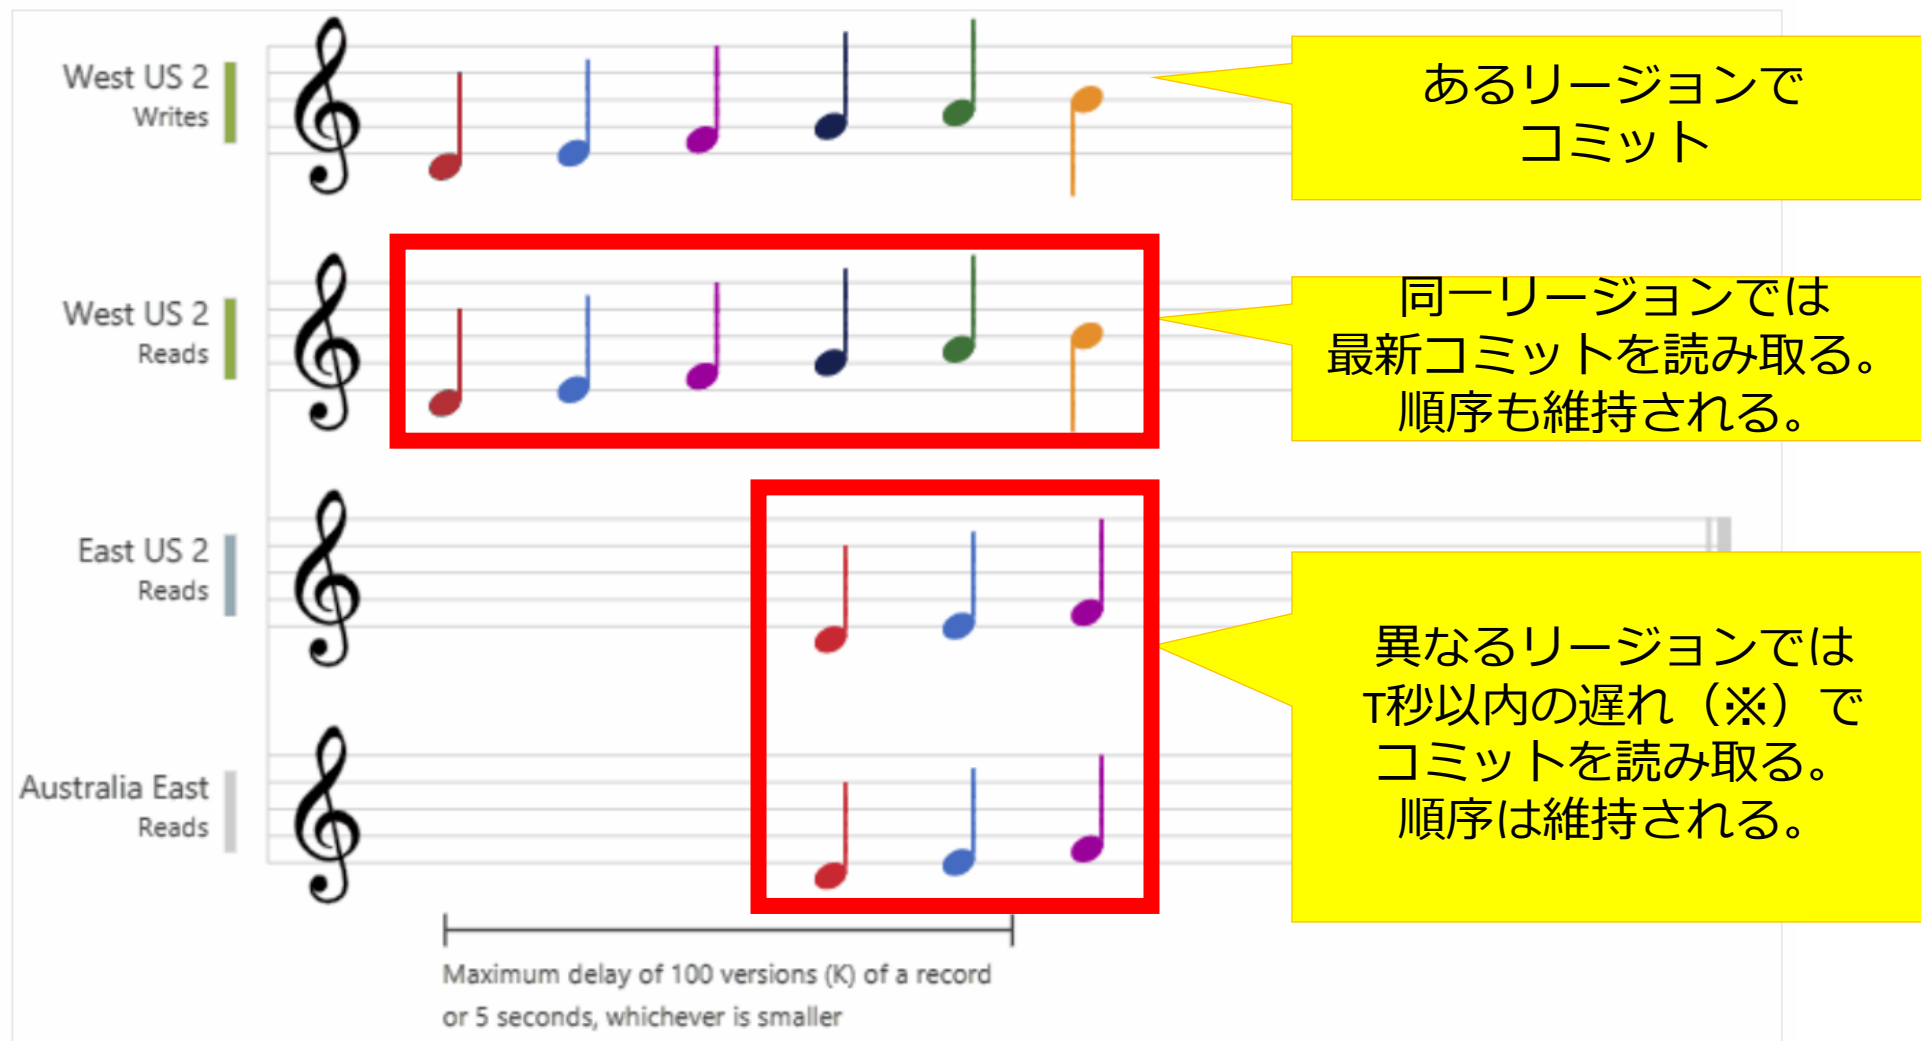 West US 2
Writes
あるリージョンで
コミット
West US 2
Reads
同一リージョンでは
最新コミットを読み取る。
順序も維持される。
East US 2
Reads
異なるリージョンでは
T秒以内の遅れ（※）で
コミットを読み取る。
順序は維持される。
Australia East
Reads
Maximum delay of 100 versions (K) of a record
or 5 seconds, whichever is smaller